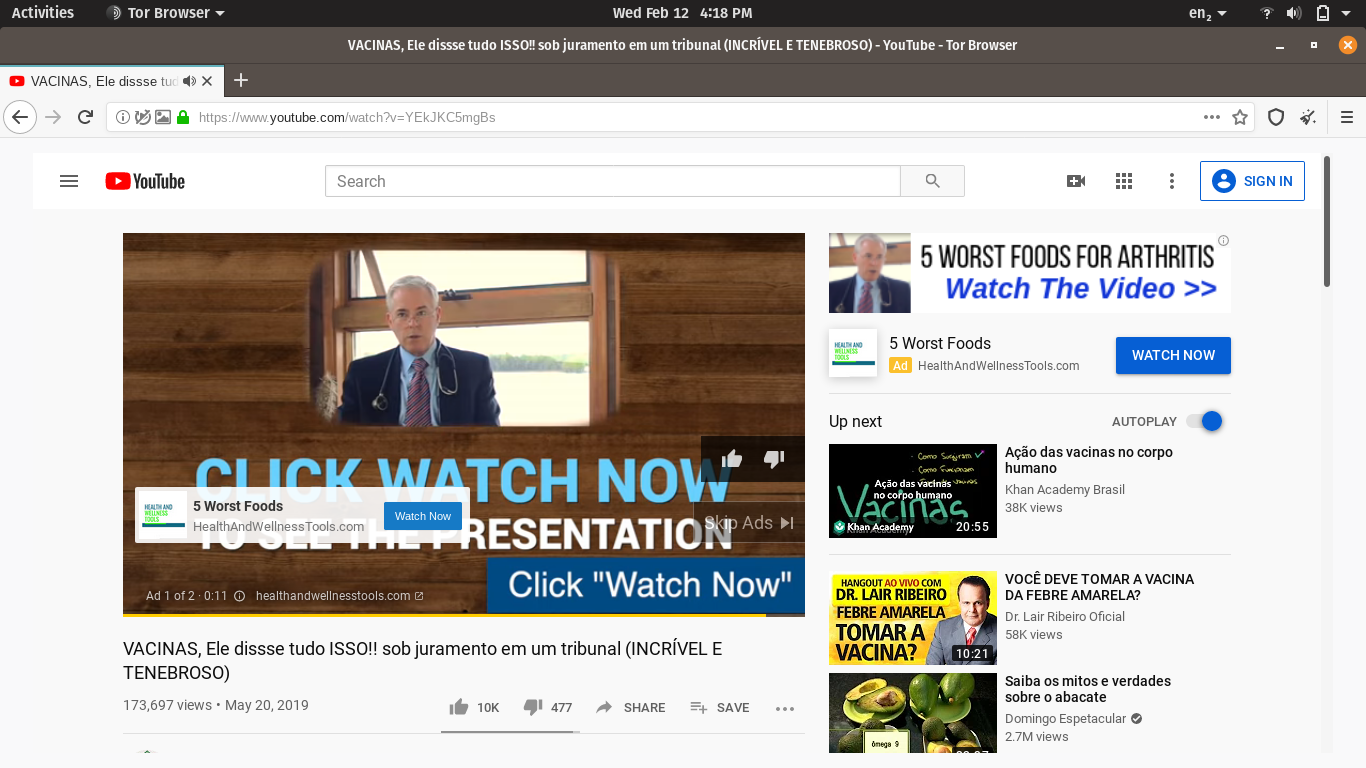 Activities
Tor Browser
Wed Feb 12 4:18 PM
en₂
VACINAS, Ele dissse tudo ISSO!! sob juramento em um tribunal (INCRÍVEL E TENEBROSO) - YouTube - Tor Browser
VACINAS, Ele dissse tud
https://www.youtube.com/watch?v=YEkJKC5mgBs
YouTube
Search
SIGN IN
CLICK WATCH NOW
TO SEE THE PRESENTATION
HEALTH AND
WELLNESS
TOOLS
5 Worst Foods
HealthAndWellnessTools.com
Watch Now
Skip Ads
Click "Watch Now"
Ad 1 of 2 · 0:11
healthandwellnesstools.com
VACINAS, Ele dissse tudo ISSO!! sob juramento em um tribunal (INCRÍVEL E
TENEBROSO)
173,697 views • May 20, 2019
10K
477
SHARE
SAVE
5 WORST FOODS FOR ARTHRITIS
Watch The Video >>
HEALTH AND
WELLNESS
TOOLS
5 Worst Foods
Ad HealthAndWellnessTools.com
WATCH NOW
Up next
AUTOPLAY
Como Surgiram
Como Funcionam
Vacinas
Ação das vacinas
no corpo humano
Vacinas
Khan Academy
20:55
Ação das vacinas no corpo
humano
Khan Academy Brasil
38K views
HANGOUT AO VIVO COM
DR. LAIR RIBEIRO
FEBRE AMARELA
TOMAR A
VACINA?
10:21
VOCÊ DEVE TOMAR A VACINA
DA FEBRE AMARELA?
Dr. Lair Ribeiro Oficial
58K views
ômega 9
Saiba os mitos e verdades
sobre o abacate
Domingo Espetacular
2.7M views